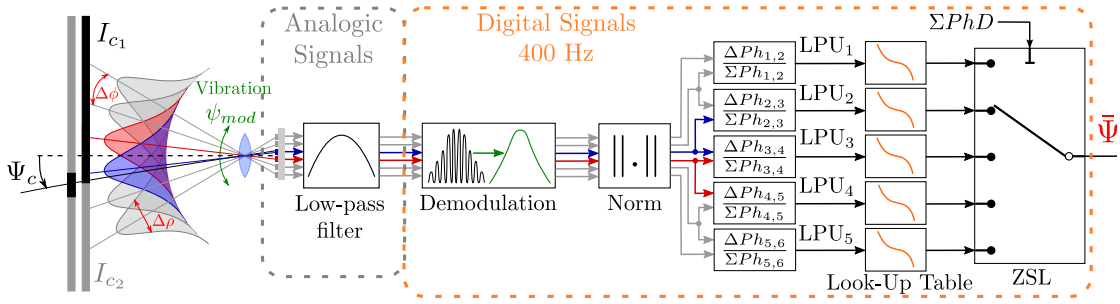 I_{c_1}
Δϕ
Ψ_c
Δρ
I_{c_2}
Vibration
ψ_{mod}
Analogic
Signals
Low-pass
filter
Digital Signals
400 Hz
Demodulation
|| • ||
Norm
ΔPh_{1,2}
ΣPh_{1,2}
ΔPh_{2,3}
ΣPh_{2,3}
ΔPh_{3,4}
ΣPh_{3,4}
ΔPh_{4,5}
ΣPh_{4,5}
ΔPh_{5,6}
ΣPh_{5,6}
LPU_1
LPU_2
LPU_3
LPU_4
LPU_5
Look-Up Table
ΣPhD
ZSL
Ψ̄